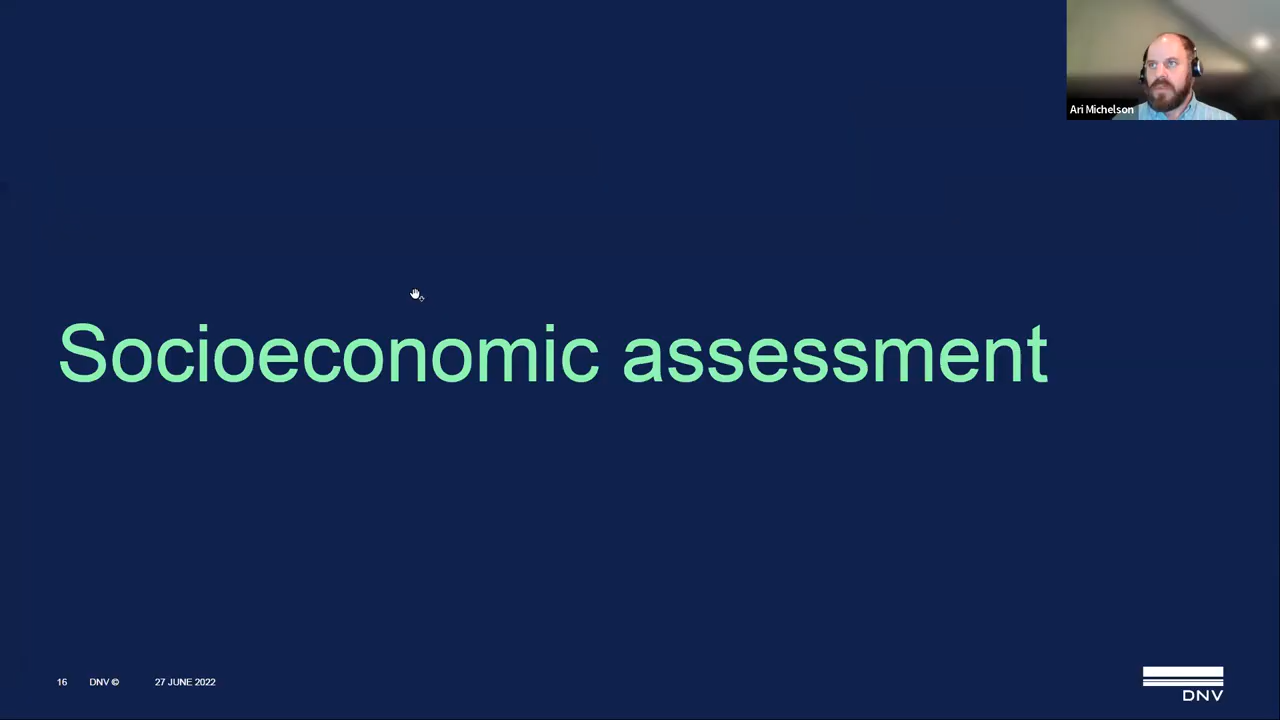 Ari Michelson
Socioeconomic assessment
16 DNV © 27 JUNE 2022
DNV